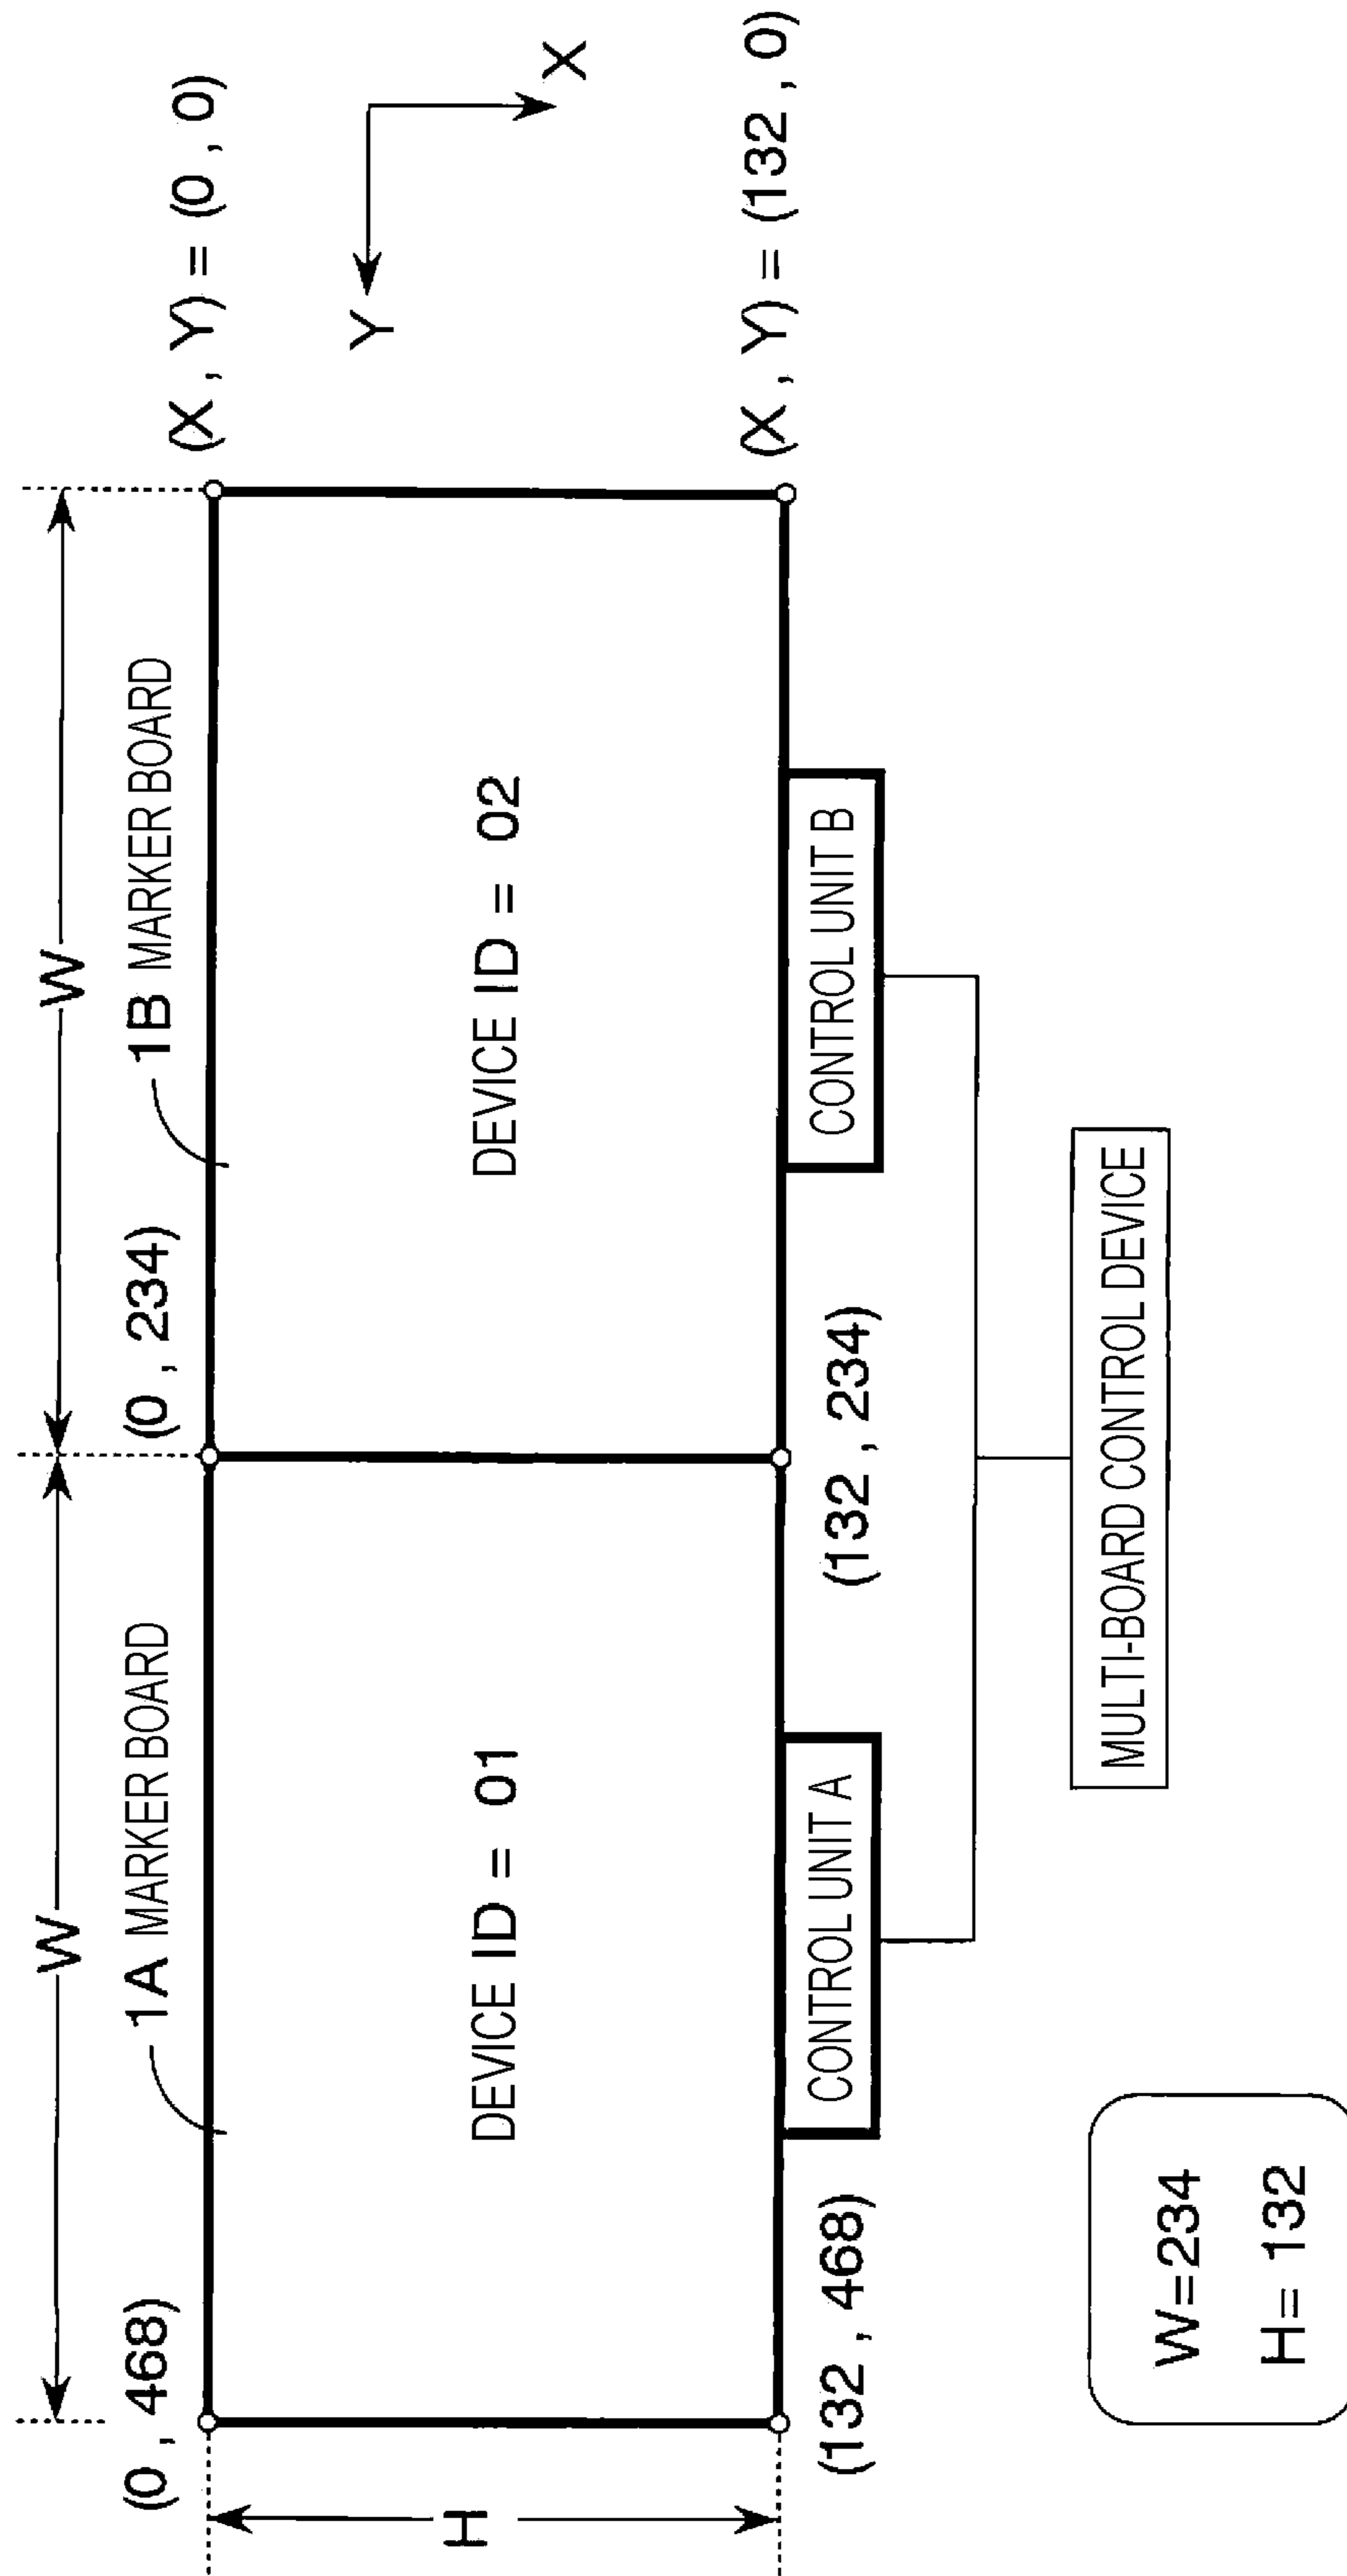 W
W
(0 , 468)
1A MARKER BOARD
(0 , 234)
1B MARKER BOARD
(X , Y) = (0 , 0)
H
DEVICE ID = 01
DEVICE ID = 02
Y
X
(132 , 468)
CONTROL UNIT A
(132 , 234)
CONTROL UNIT B
(X , Y) = (132 , 0)
MULTI-BOARD CONTROL DEVICE
W=234
H= 132